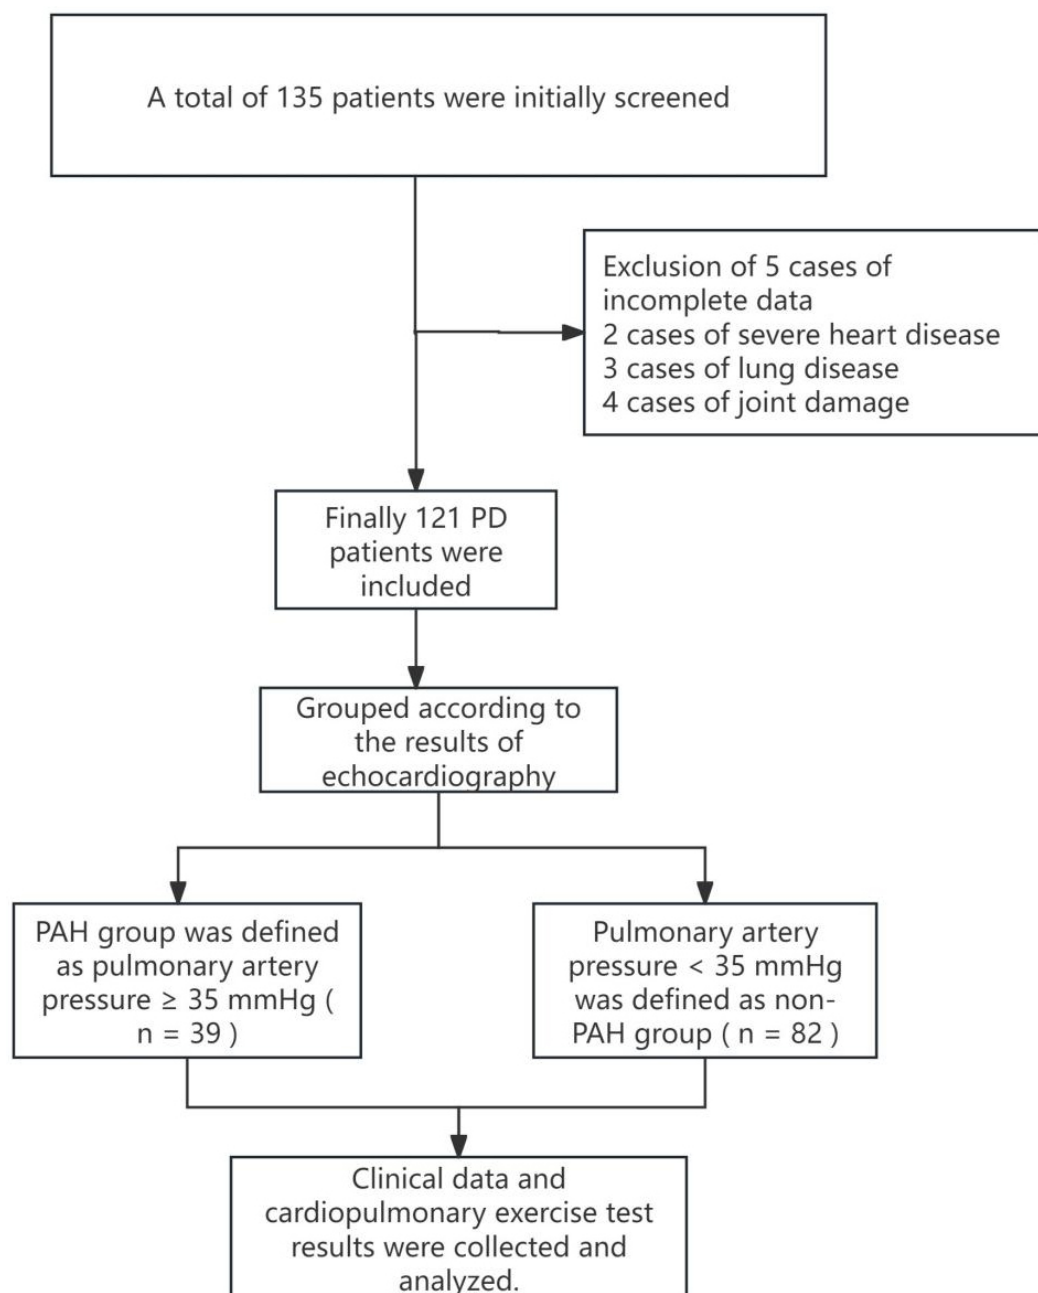 A total of 135 patients were initially screened
Exclusion of 5 cases of
incomplete data
2 cases of severe heart disease
3 cases of lung disease
4 cases of joint damage
Finally 121 PD
patients were
included
Grouped according to
the results of
echocardiography
PAH group was defined
as pulmonary artery
pressure ≥ 35 mmHg (
n = 39 )
Pulmonary artery
pressure < 35 mmHg
was defined as non-
PAH group ( n = 82 )
Clinical data and
cardiopulmonary exercise test
results were collected and
analyzed.